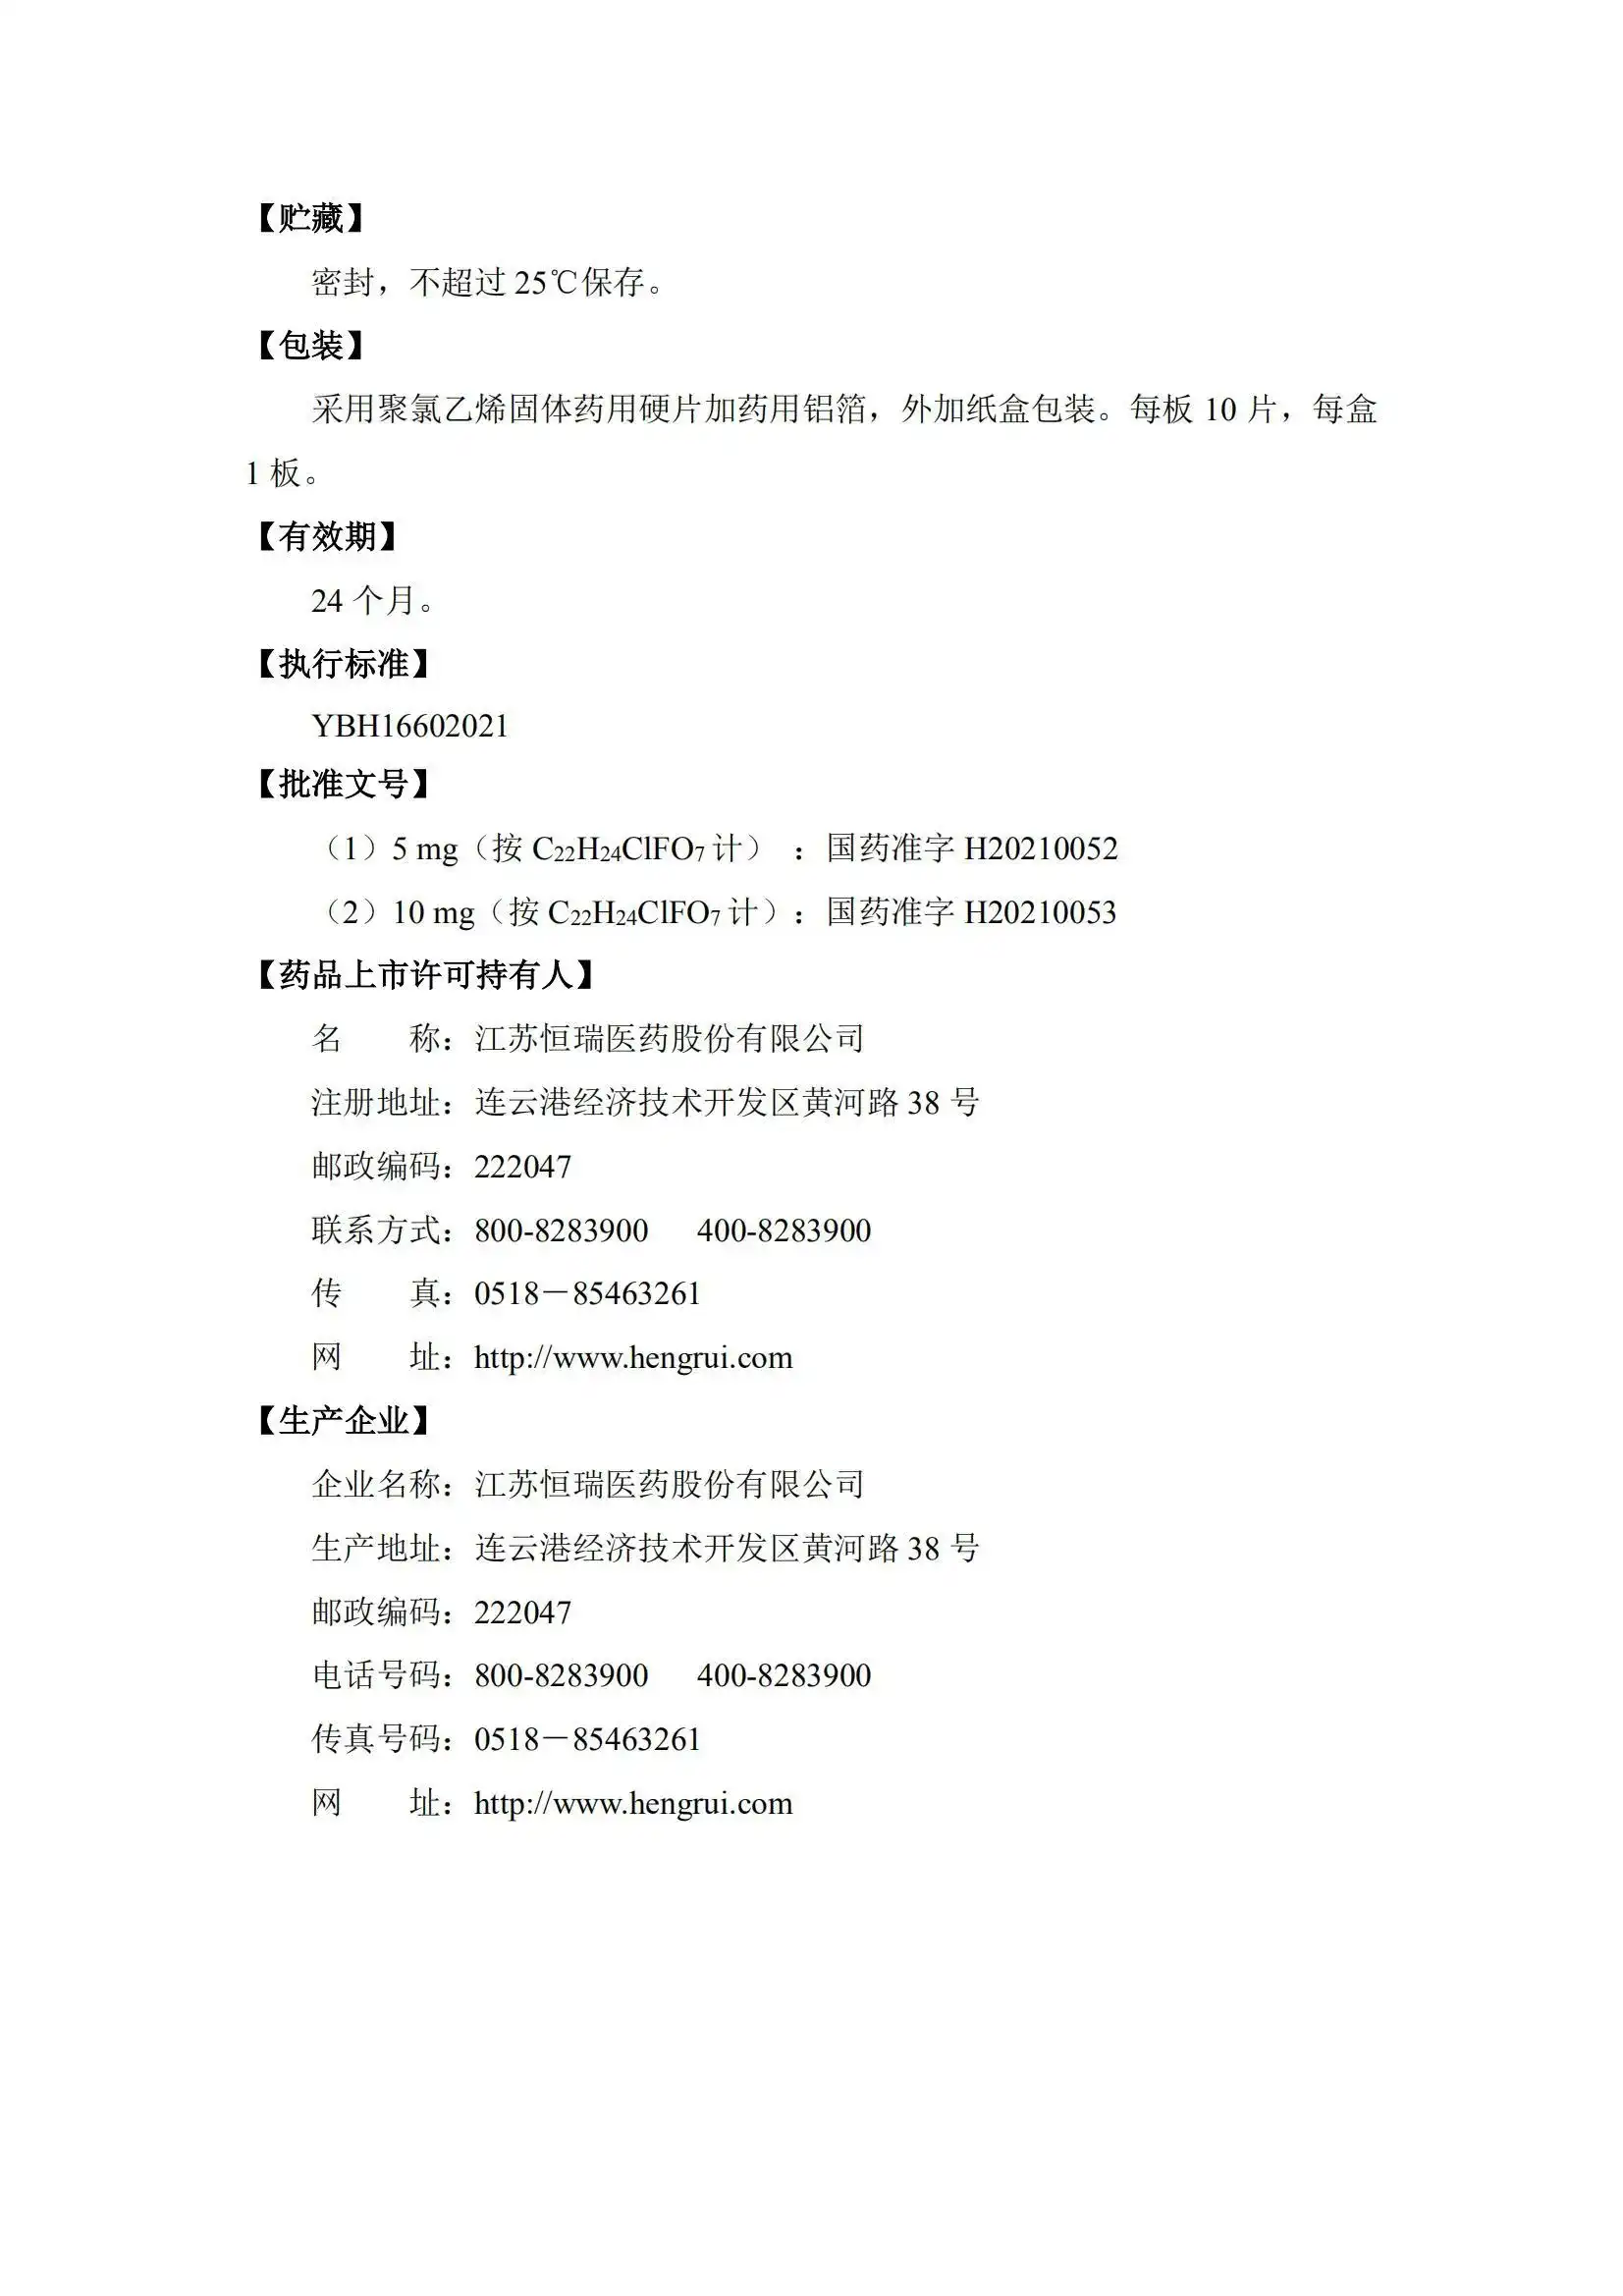 【贮藏】
密封，不超过 25℃保存。
【包装】
采用聚氯乙烯固体药用硬片加药用铝箔，外加纸盒包装。每板 10 片，每盒
1 板。
【有效期】
24 个月。
【执行标准】
YBH16602021
【批准文号】
（1）5 mg（按 C₂₂H₂₄ClFO₇ 计） ：国药准字 H20210052
（2）10 mg（按 C₂₂H₂₄ClFO₇ 计）：国药准字 H20210053
【药品上市许可持有人】
名　　称：江苏恒瑞医药股份有限公司
注册地址：连云港经济技术开发区黄河路 38 号
邮政编码：222047
联系方式：800-8283900　400-8283900
传　　真：0518－85463261
网　　址：http://www.hengrui.com
【生产企业】
企业名称：江苏恒瑞医药股份有限公司
生产地址：连云港经济技术开发区黄河路 38 号
邮政编码：222047
电话号码：800-8283900　400-8283900
传真号码：0518－85463261
网　　址：http://www.hengrui.com